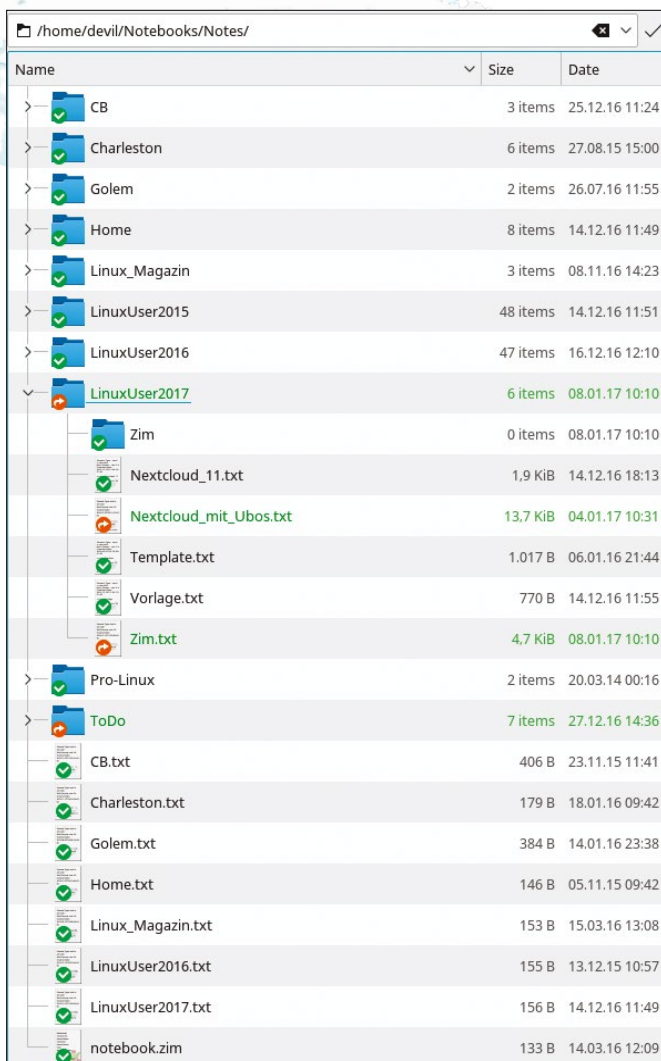 /home/devil/Notebooks/Notes/
Name Size Date
CB 3 items 25.12.16 11:24
Charleston 6 items 27.08.15 15:00
Golem 2 items 26.07.16 11:55
Home 8 items 14.12.16 11:49
Linux_Magazin 3 items 08.11.16 14:23
LinuxUser2015 48 items 14.12.16 11:51
LinuxUser2016 47 items 16.12.16 12:10
LinuxUser2017 6 items 08.01.17 10:10
Zim 0 items 08.01.17 10:10
Nextcloud_11.txt 1,9 KiB 14.12.16 18:13
Nextcloud_mit_Ubos.txt 13,7 KiB 04.01.17 10:31
Template.txt 1.017 B 06.01.16 21:44
Vorlage.txt 770 B 14.12.16 11:55
Zim.txt 4,7 KiB 08.01.17 10:10
Pro-Linux 2 items 20.03.14 00:16
ToDo 7 items 27.12.16 14:36
CB.txt 406 B 23.11.15 11:41
Charleston.txt 179 B 18.01.16 09:42
Golem.txt 384 B 14.01.16 23:38
Home.txt 146 B 05.11.15 09:42
Linux_Magazin.txt 153 B 15.03.16 13:08
LinuxUser2016.txt 155 B 13.12.15 10:57
LinuxUser2017.txt 156 B 14.12.16 11:49
notebook.zim 133 B 14.03.16 12:09